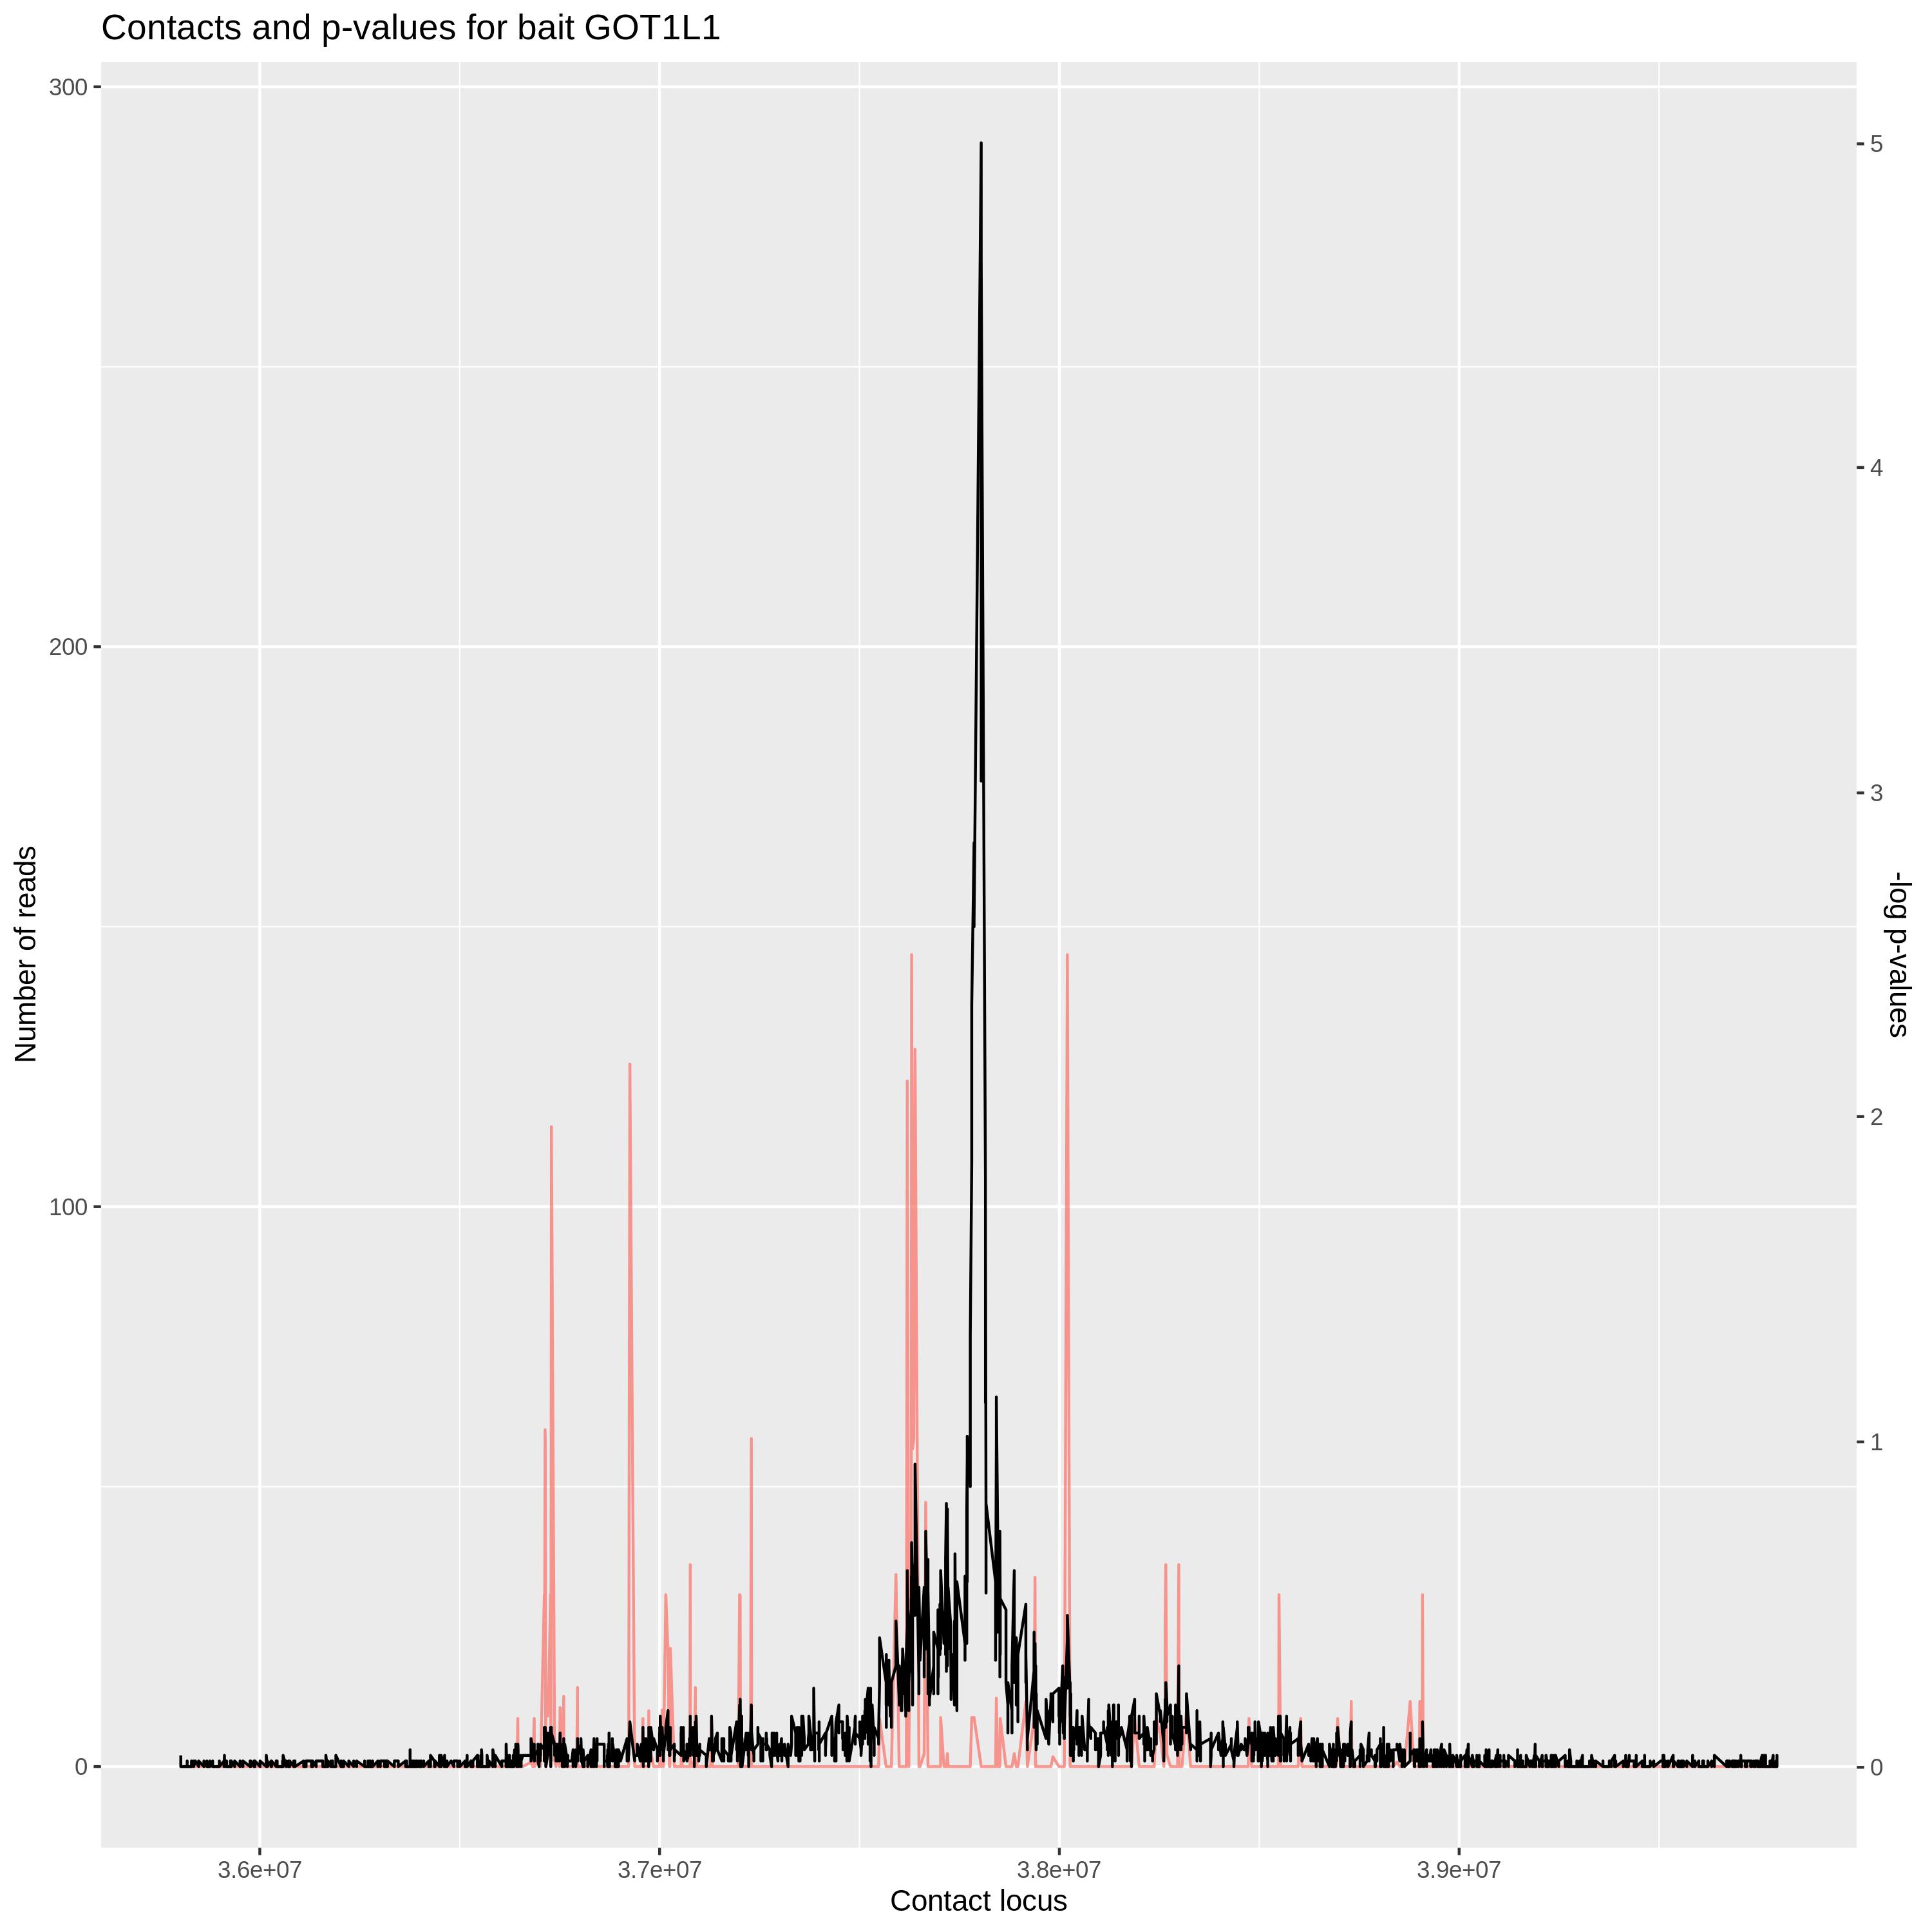 Contacts and p-values for bait GOT1L1
300
200
100
0
Number of reads
5
4
3
2
1
0
-log p-values
3.6e+07
3.7e+07
3.8e+07
3.9e+07
Contact locus